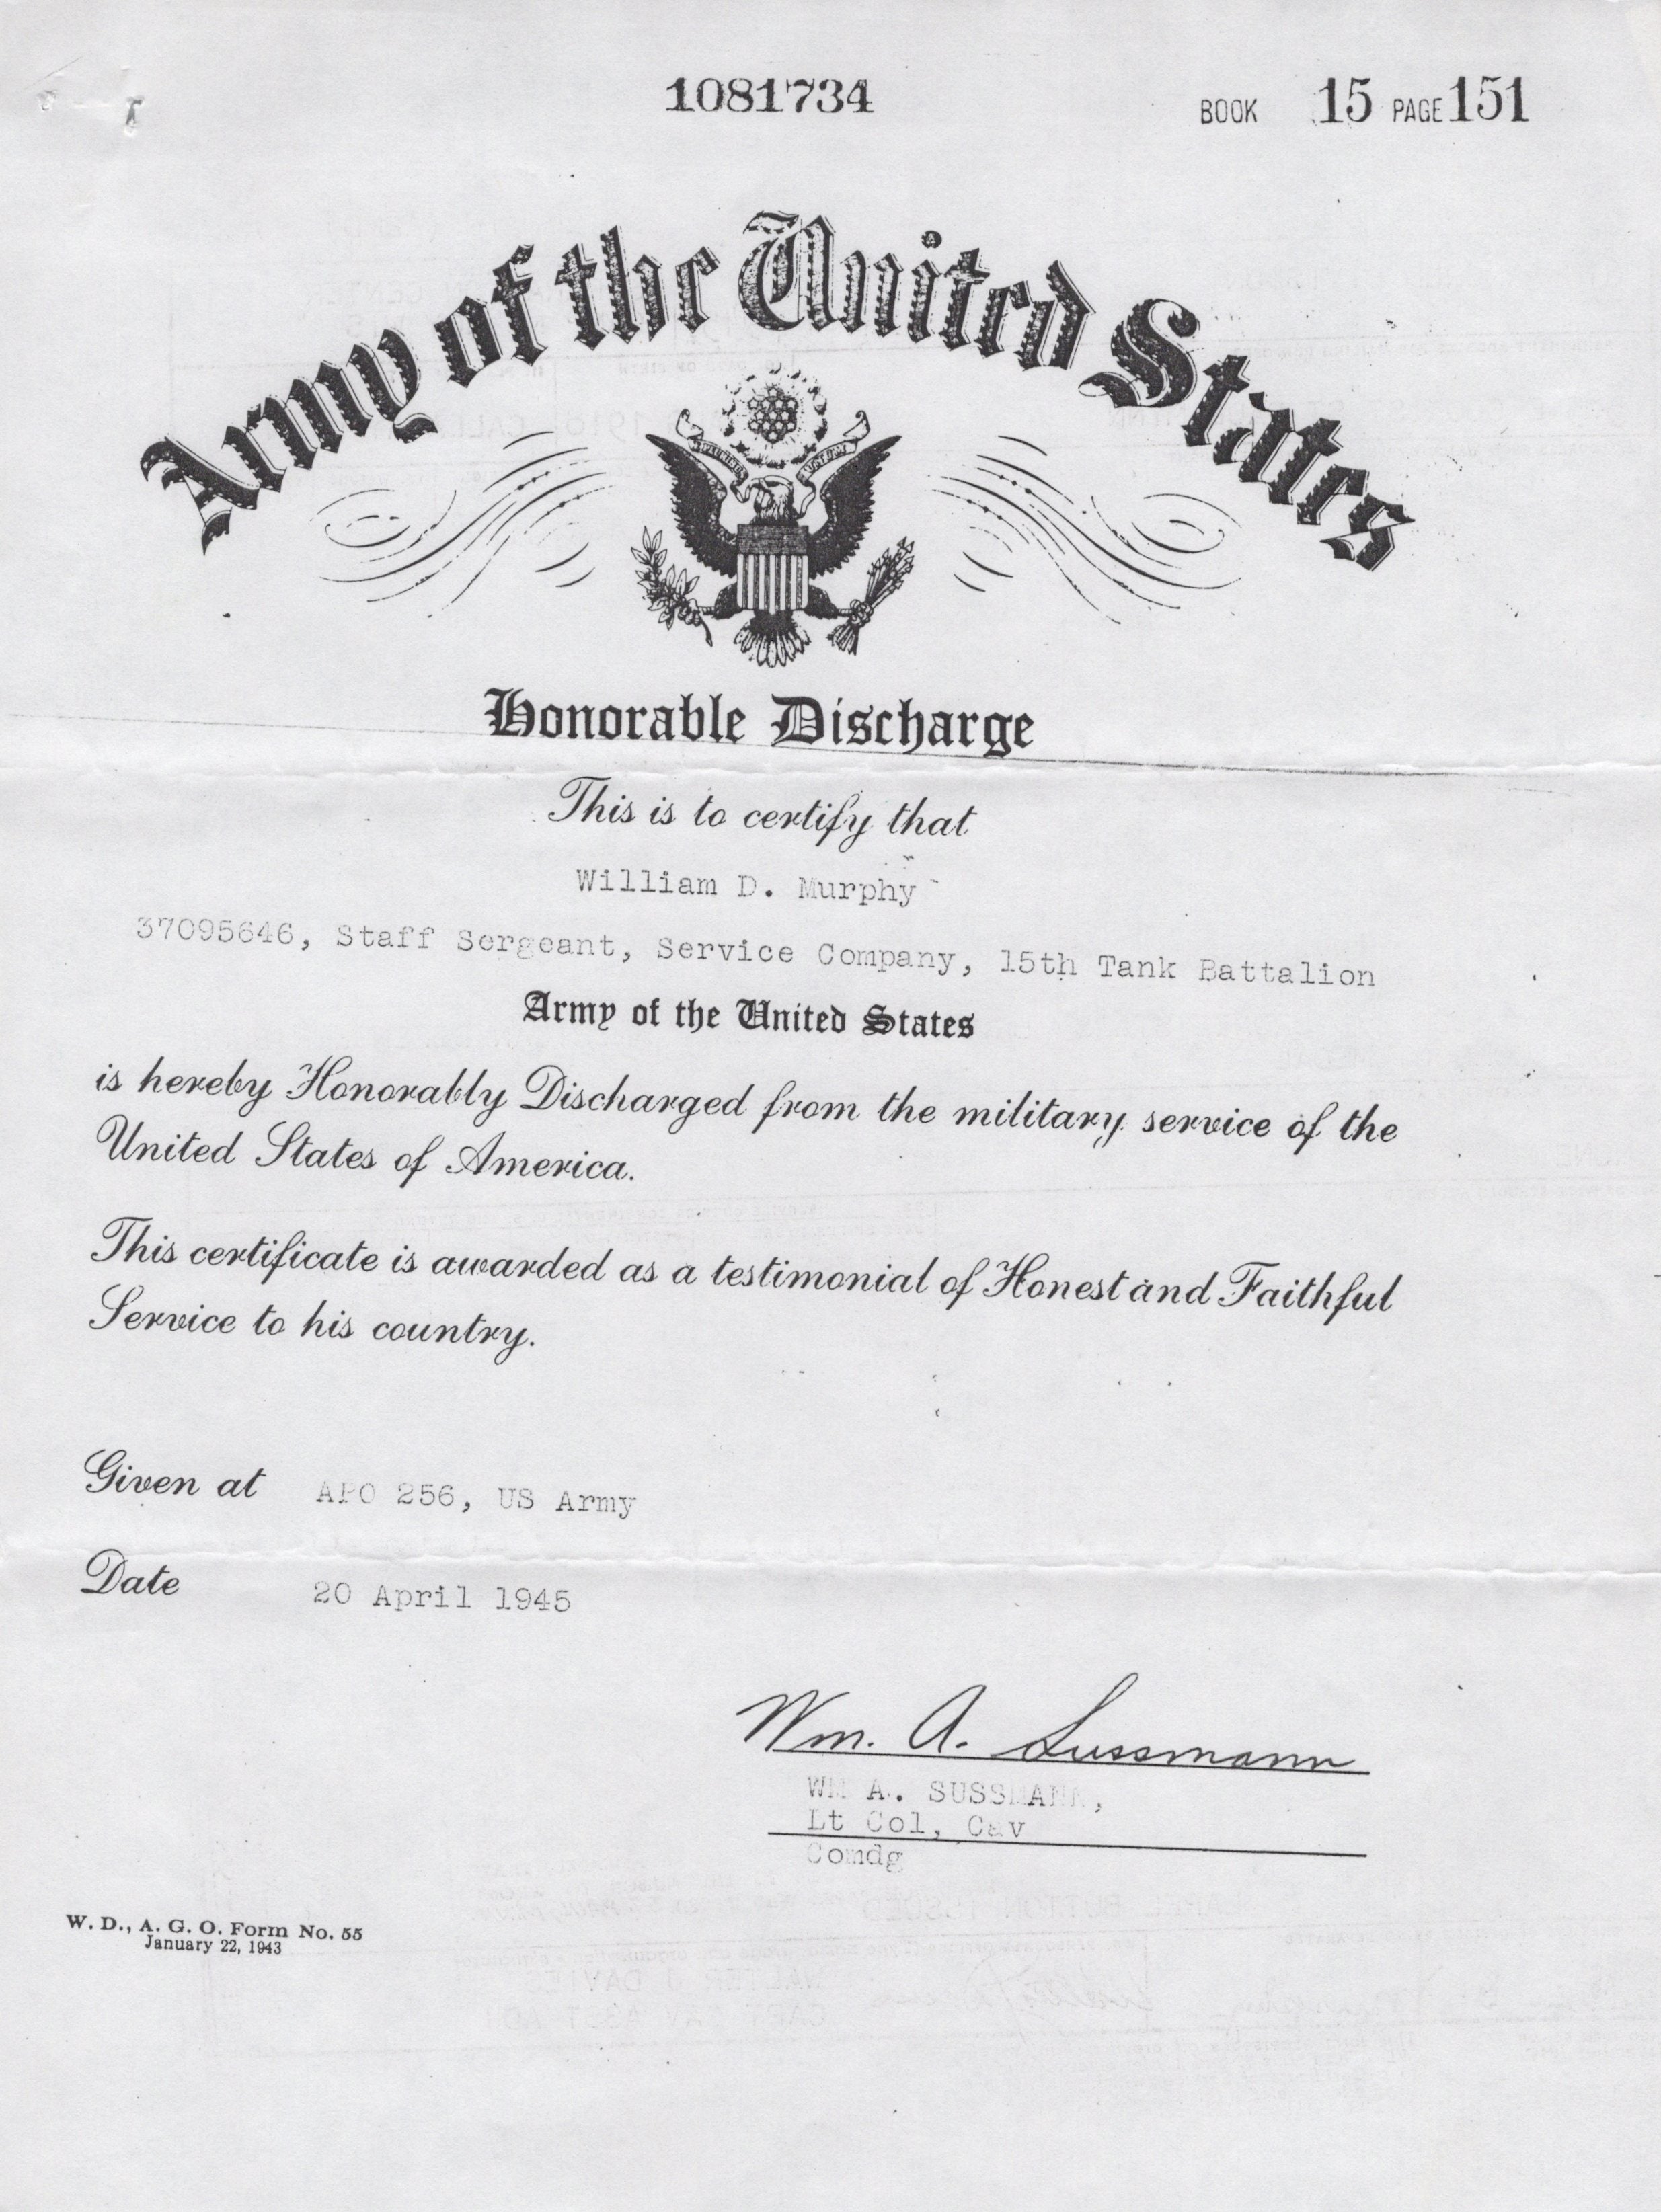 1081734
BOOK 15 PAGE 151
Army of the United States
Honorable Discharge
This is to certify that
William D. Murphy
37095646, Staff Sergeant, Service Company, 15th Tank Battalion
Army of the United States
is hereby Honorably Discharged from the military service of the
United States of America.
This certificate is awarded as a testimonial of Honest and Faithful
Service to his country.
Given at APO 256, US Army
Date 20 April 1945
Wm. A. Sussmann
WM A. SUSSMANN,
Lt Col, Cav
Comdg
W. D., A. G. O. Form No. 55
January 22, 1943